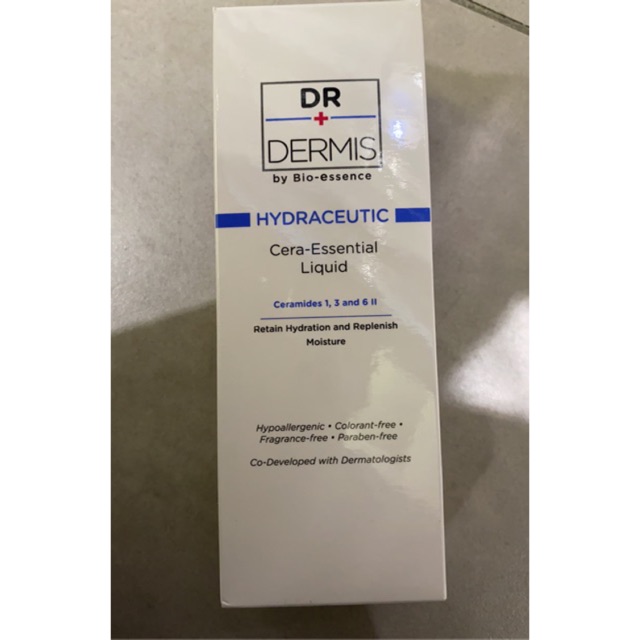 DR
DERMIS
by Bio-essence
HYDRACEUTIC
Cera-Essential
Liquid
Ceramides 1, 3 and 6 II
Retain Hydration and Replenish
Moisture
Hypoallergenic • Colorant-free •
Fragrance-free • Paraben-free
Co-Developed with Dermatologists